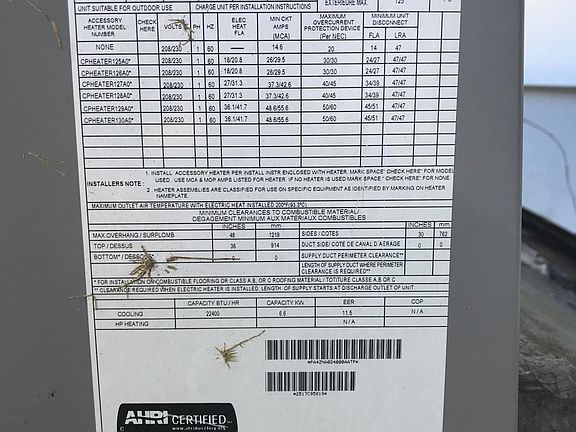 UNIT SUITABLE FOR OUTDOOR USE CHARGE UNIT PER INSTALLATION INSTRUCTIONS EXTERIEURE MAX. 125
ACCESSORY HEATER MODEL NUMBER CHECK HERE VOLTS PH HZ ELEC HEAT FLA MIN CKT AMPS (MCA) MAXIMUM OVERCURRENT PROTECTION DEVICE (Per NEC) MINIMUM UNIT DISCONNECT FLA LRA
NONE 208/230 1 60 — 14.6 20 14 47
CPHEATER125A0* 208/230 1 60 18/20.8 26/29.5 30/30 24/27 47/47
CPHEATER126A0* 208/230 1 60 18/20.8 26/29.5 30/30 24/27 47/47
CPHEATER127A0* 208/230 1 60 27/31.3 37.3/42.6 40/45 34/39 47/47
CPHEATER128A0* 208/230 1 60 27/31.3 37.3/42.6 40/45 34/39 47/47
CPHEATER129A0* 208/230 1 60 36.1/41.7 48.6/55.6 50/60 45/51 47/47
CPHEATER130A0* 208/230 1 60 36.1/41.7 48.6/55.6 50/60 45/51 47/47
INSTALLERS NOTE :
1. INSTALL ACCESSORY HEATER PER INSTALL INSTR ENCLOSED WITH HEATER. MARK SPACE" CHECK HERE" FOR MODEL
USED : USE MCA & MOP AMPS LISTED FOR HEATER. IF NO HEATER IS USED MARK SPACE " CHECK HERE" FOR NONE.
2. HEATER ASSEMBLIES ARE CLASSIFIED FOR USE ON SPECIFIC EQUIPMENT AS IDENTIFIED BY MARKING ON HEATER
NAMEPLATE.
MAXIMUM OUTLET AIR TEMPERATURE WITH ELECTRIC HEAT INSTALLED 200°F(93.3°C)
MINIMUM CLEARANCES TO COMBUSTIBLE MATERIAL/
DEGAGEMENT MINIMUM AUX MATERIAUX COMBUSTIBLES
INCHES MM INCHES MM
MAX.OVERHANG / SURPLOMB 48 1219 SIDES / COTES 30 762
TOP / DESSUS 36 914 DUCT SIDE/ COTE DE CANAL D'AERAGE 0 0
BOTTOM* / DESSOUS 0 SUPPLY DUCT PERIMETER CLEARANCE**
LENGTH OF SUPPLY DUCT WHERE PERIMETER
CLEARANCE IS REQUIRED**
* FOR INSTALLATION ON COMBUSTIBLE FLOORING OR CLASS A,B, OR C ROOFING MATERIAL / TOTITURE CLASSE A,B OR C
** CLEARANCE REQUIRED WHEN ELECTRIC HEATER IS INSTALLED. LENGTH OF SUPPLY STARTS AT DISCHARGE OUTLET OF UNIT.
CAPACITY BTU / HR CAPACITY KW EER COP
COOLING 22400 6.6 11.5
HP HEATING N/A N/A
*PA4ZNA024000AATP*
*2517C95819*
AHRI CERTIFIED
www.ahridirectory.org